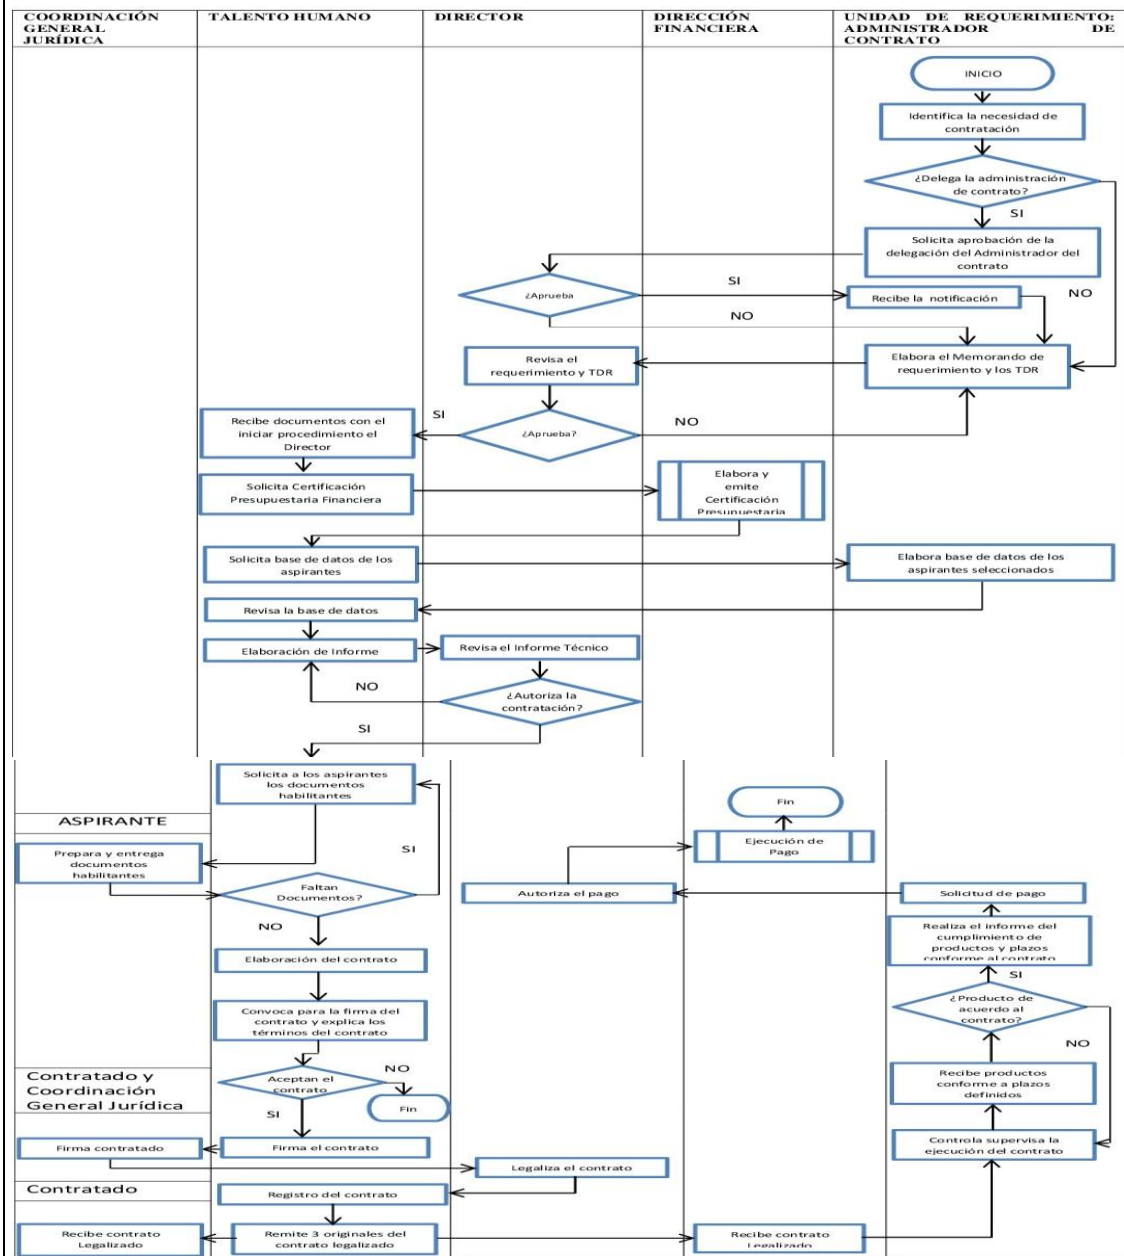 COORDINACIÓN
GENERAL
JURÍDICA
TALENTO HUMANO
DIRECTOR
DIRECCIÓN
FINANCIERA
UNIDAD DE REQUERIMIENTO:
ADMINISTRADOR DE
CONTRATO
INICIO
Identifica la necesidad de
contratación
¿Delega la administración
de contrato?
SI
NO
Solicita aprobación de la
delegación del Administrador del
contrato
¿Aprueba
SI
Recibe la notificación
NO
Elabora el Memorando de
requerimiento y los TDR
Revisa el
requerimiento y TDR
¿Aprueba?
SI
NO
Recibe documentos con el
iniciar procedimiento el
Director
Solicita Certificación
Presupuestaria Financiera
Elabora y
emite
Certificación
Presupuestaria
Solicita base de datos de los
aspirantes
Elabora base de datos de los
aspirantes seleccionados
Revisa la base de datos
Elaboración de Informe
Revisa el Informe Técnico
¿Autoriza la
contratación?
NO
SI
Solicita a los aspirantes
los documentos
habilitantes
ASPIRANTE
Prepara y entrega
documentos
habilitantes
SI
Faltan
Documentos?
NO
Elaboración del contrato
Convoca para la firma del
contrato y explica los
términos del contrato
Aceptan el
contrato
NO
Fin
SI
Contratado y
Coordinación
General Jurídica
Firma contratado
Firma el contrato
Legaliza el contrato
Contratado
Registro del contrato
Recibe contrato
Legalizado
Remite 3 originales del
contrato legalizado
Recibe contrato
Legalizado
Controla supervisa la
ejecución del contrato
Recibe productos
conforme a plazos
definidos
¿Producto de
acuerdo al
contrato?
NO
SI
Realiza el informe del
cumplimiento de
productos y plazos
conforme al contrato
Solicitud de pago
Autoriza el pago
Ejecución de
Pago
Fin